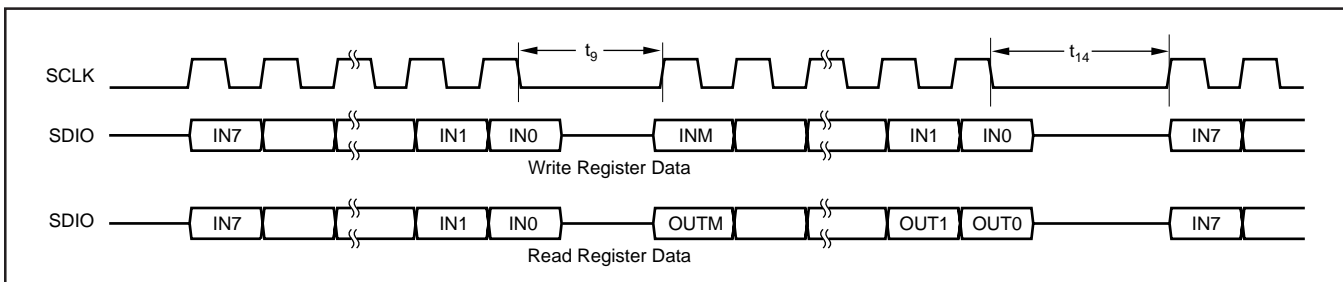 t9 t14
SCLK
SDIO IN7 IN1 IN0 INM IN1 IN0 IN7
Write Register Data
SDIO IN7 IN1 IN0 OUTM OUT1 OUT0 IN7
Read Register Data